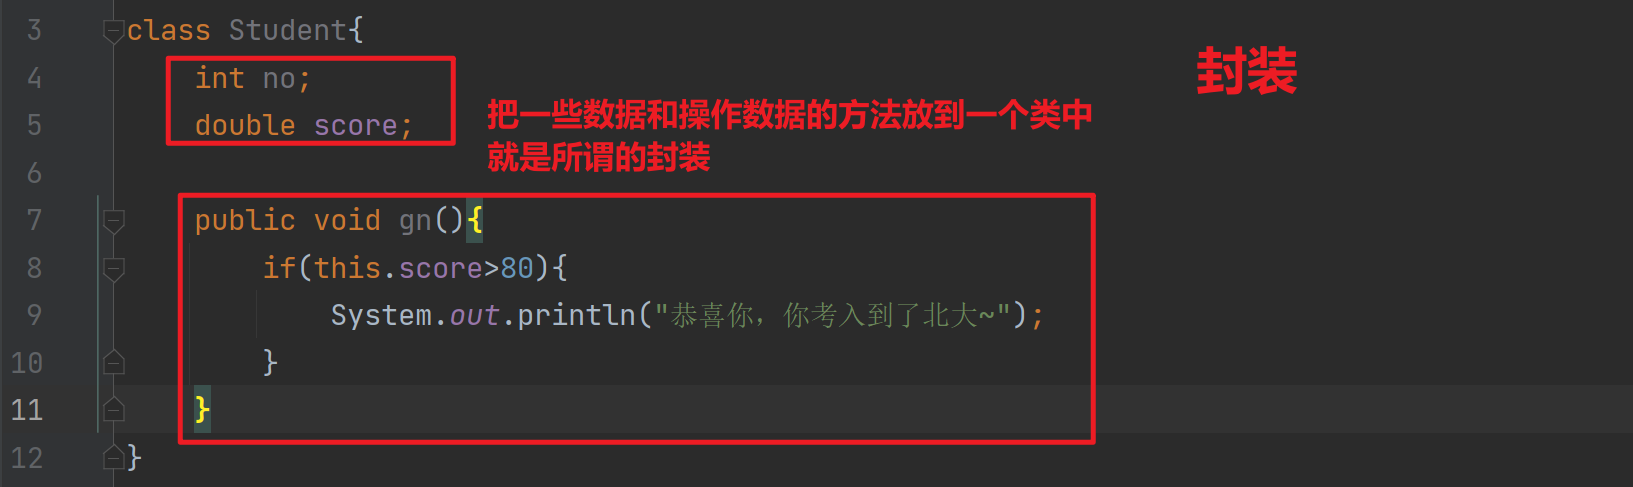 封装
3 class Student{
4 int no;
5 double score;
把一些数据和操作数据的方法放到一个类中
就是所谓的封装
6
7 public void gn(){
8 if(this.score>80){
9 System.out.println("恭喜你，你考入到了北大~");
10 }
11 }
12 }